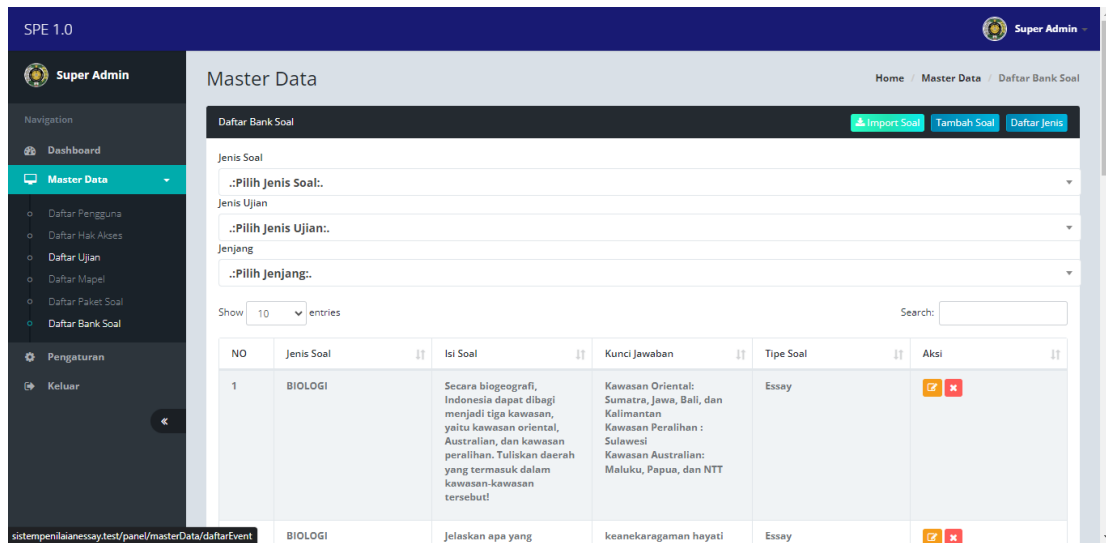 SPE 1.0
Super Admin
Super Admin
Master Data
Home / Master Data / Daftar Bank Soal
Navigation
Dashboard
Master Data
Daftar Pengguna
Daftar Hak Akses
Daftar Ujian
Daftar Mapel
Daftar Paket Soal
Daftar Bank Soal
Pengaturan
Keluar
Daftar Bank Soal
Import Soal
Tambah Soal
Daftar Jenis
Jenis Soal
.:Pilih Jenis Soal:.
Jenis Ujian
.:Pilih Jenis Ujian:.
Jenjang
.:Pilih Jenjang:.
Show 10 entries
Search:
NO
Jenis Soal
Isi Soal
Kunci Jawaban
Tipe Soal
Aksi
1
BIOLOGI
Secara biogeografi,
Indonesia dapat dibagi
menjadi tiga kawasan,
yaitu kawasan oriental,
Australian, dan kawasan
peralihan. Tuliskan daerah
yang termasuk dalam
kawasan-kawasan
tersebut!
Kawasan Oriental:
Sumatra, Jawa, Bali, dan
Kalimantan
Kawasan Peralihan :
Sulawesi
Kawasan Australian:
Maluku, Papua, dan NTT
Essay
BIOLOGI
Jelaskan apa yang
keanekaragaman hayati
Essay
sistempenilaianessay.test/panel/masterData/daftarEvent